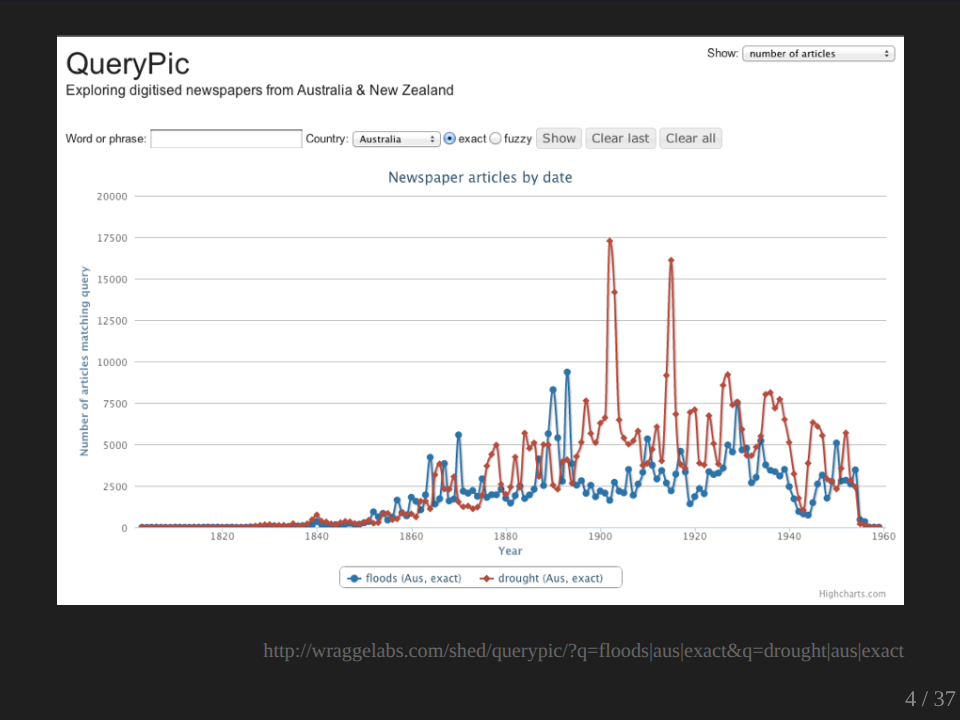 QueryPic
Show: number of articles
Exploring digitised newspapers from Australia & New Zealand
Word or phrase: Country: Australia exact fuzzy Show Clear last Clear all
Newspaper articles by date
20000
17500
15000
12500
10000
7500
5000
2500
0
Number of articles matching query
1820 1840 1860 1880 1900 1920 1940 1960
Year
floods (Aus, exact) drought (Aus, exact)
Highcharts.com
http://wraggelabs.com/shed/querypic/?q=floods|aus|exact&q=drought|aus|exact
4 / 37